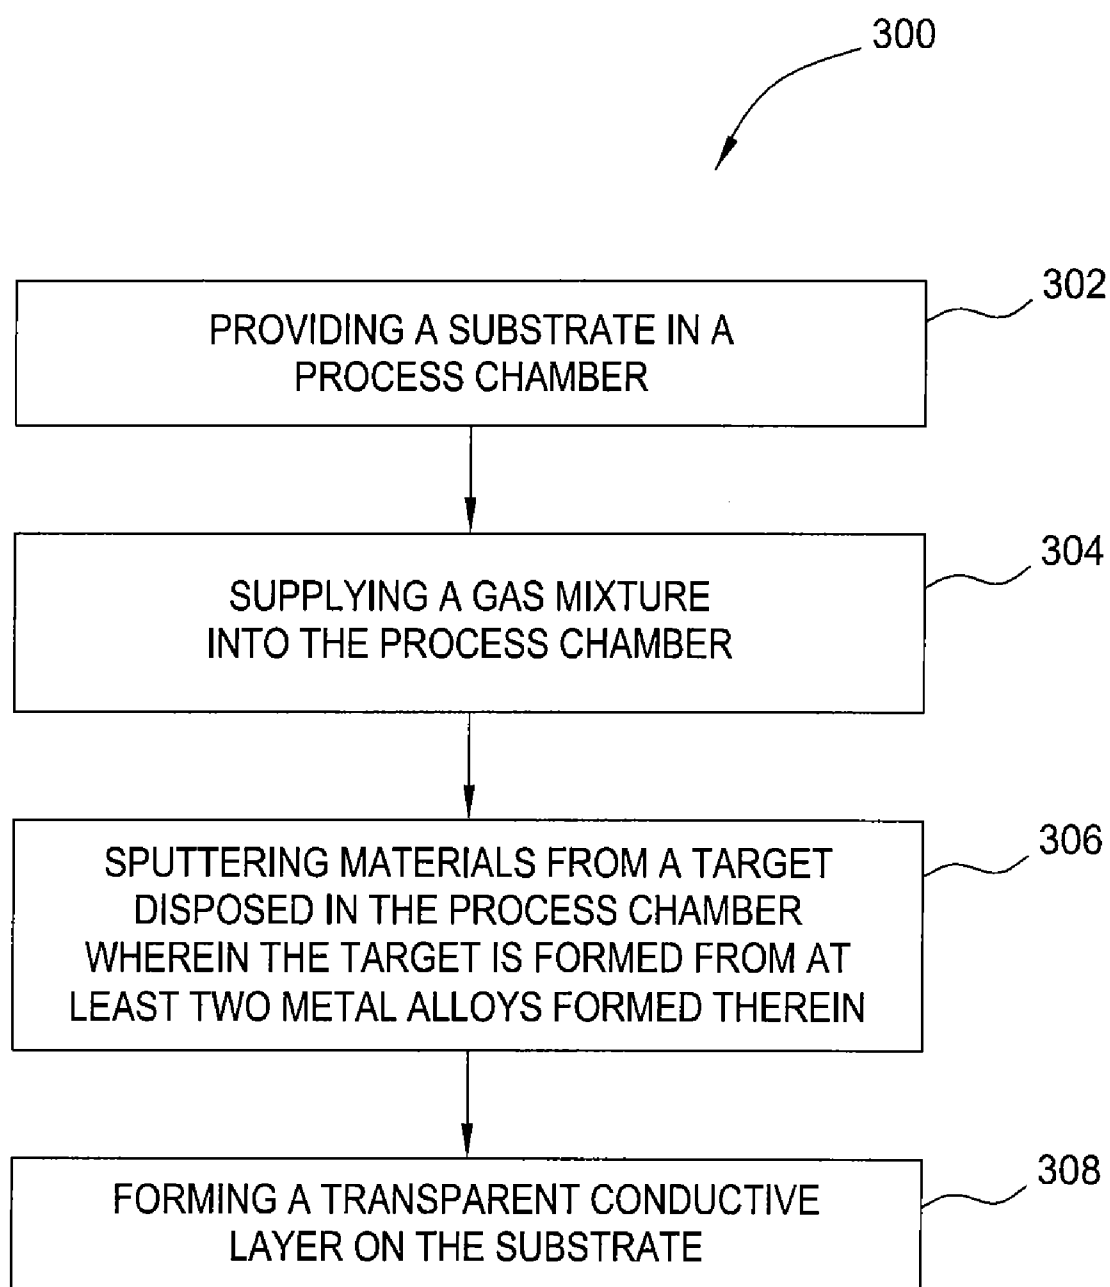 300
302
PROVIDING A SUBSTRATE IN A
PROCESS CHAMBER
304
SUPPLYING A GAS MIXTURE
INTO THE PROCESS CHAMBER
306
SPUTTERING MATERIALS FROM A TARGET
DISPOSED IN THE PROCESS CHAMBER
WHEREIN THE TARGET IS FORMED FROM AT
LEAST TWO METAL ALLOYS FORMED THEREIN
308
FORMING A TRANSPARENT CONDUCTIVE
LAYER ON THE SUBSTRATE